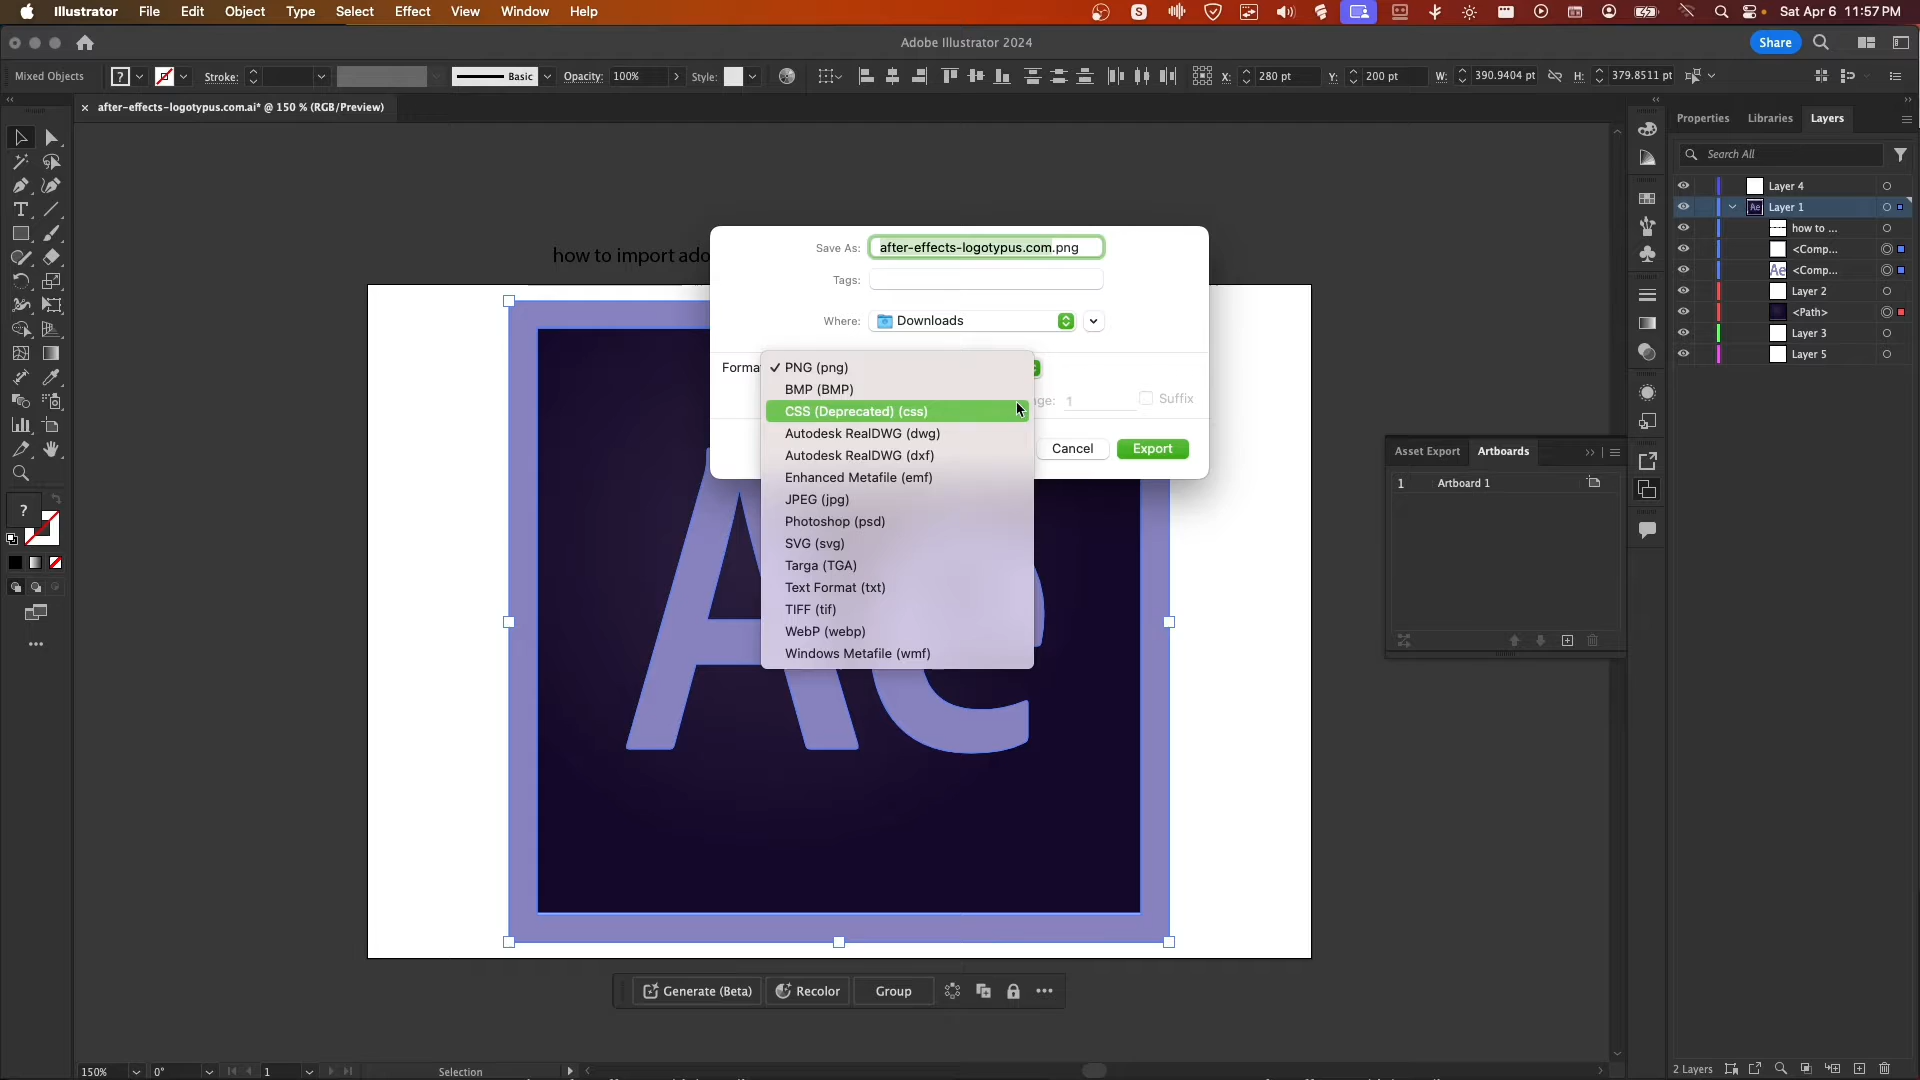 Illustrator File Edit Object Type Select Effect View Window Help
Sat Apr 6 11:57 PM
Adobe Illustrator 2024
Share
Mixed Objects
?
Stroke:
Basic
Opacity: 100%
Style:
X: 280 pt
Y: 200 pt
W: 390.9404 pt
H: 379.8511 pt
after-effects-logotypus.com.ai* @ 150 % (RGB/Preview)
Properties Libraries Layers
Search All
Layer 4
Layer 1
how to ...
<Comp...
<Comp...
Layer 2
<Path>
Layer 3
Layer 5
how to import ado
Save As: after-effects-logotypus.com.png
Tags:
Where: Downloads
Forma
PNG (png)
BMP (BMP)
CSS (Deprecated) (css)
Autodesk RealDWG (dwg)
Autodesk RealDWG (dxf)
Enhanced Metafile (emf)
JPEG (jpg)
Photoshop (psd)
SVG (svg)
Targa (TGA)
Text Format (txt)
TIFF (tif)
WebP (webp)
Windows Metafile (wmf)
nge: 1
Suffix
Cancel Export
Asset Export Artboards
1 Artboard 1
?
Ae
Generate (Beta) Recolor Group
150% 0° 1 Selection
2 Layers